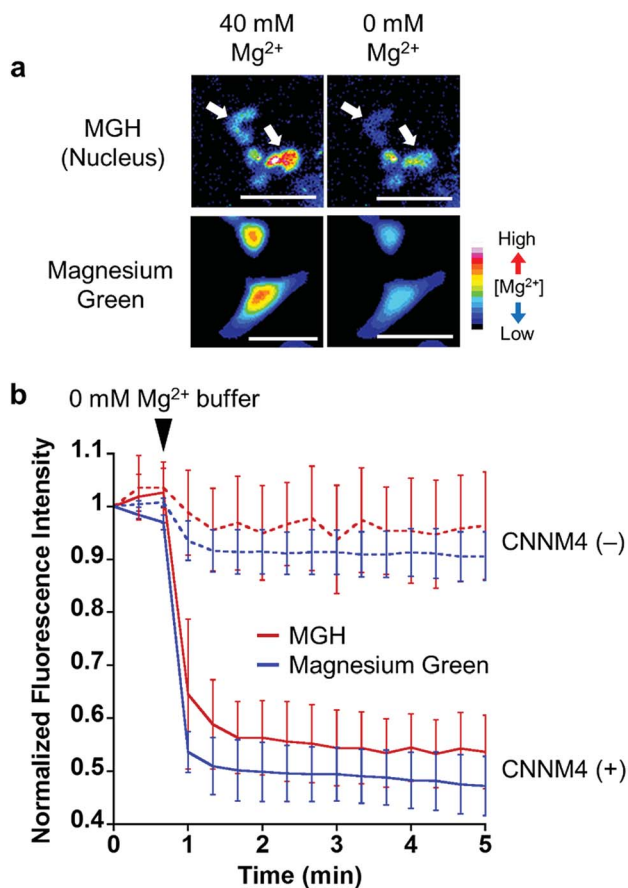 40 mM
Mg²⁺
0 mM
Mg²⁺
a
MGH
(Nucleus)
Magnesium
Green
High
[Mg²⁺]
Low
b
0 mM Mg²⁺ buffer
Normalized Fluorescence Intensity
1.1
1
0.9
0.8
0.7
0.6
0.5
0.4
CNNM4 (–)
MGH
Magnesium Green
CNNM4 (+)
0
1
2
3
4
5
Time (min)